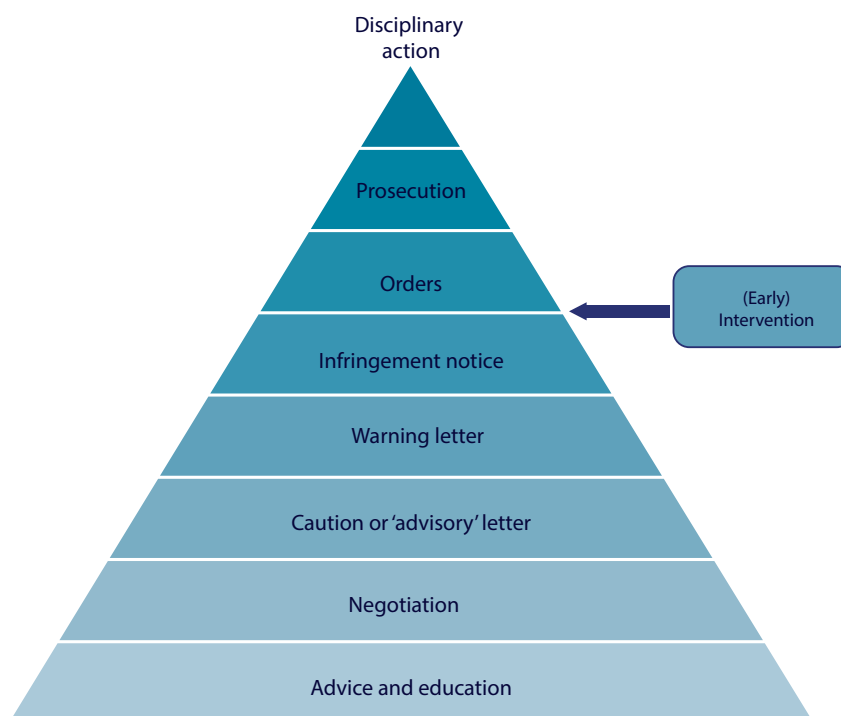 Disciplinary
action
Prosecution
Orders
(Early)
Intervention
Infringement notice
Warning letter
Caution or ‘advisory’ letter
Negotiation
Advice and education